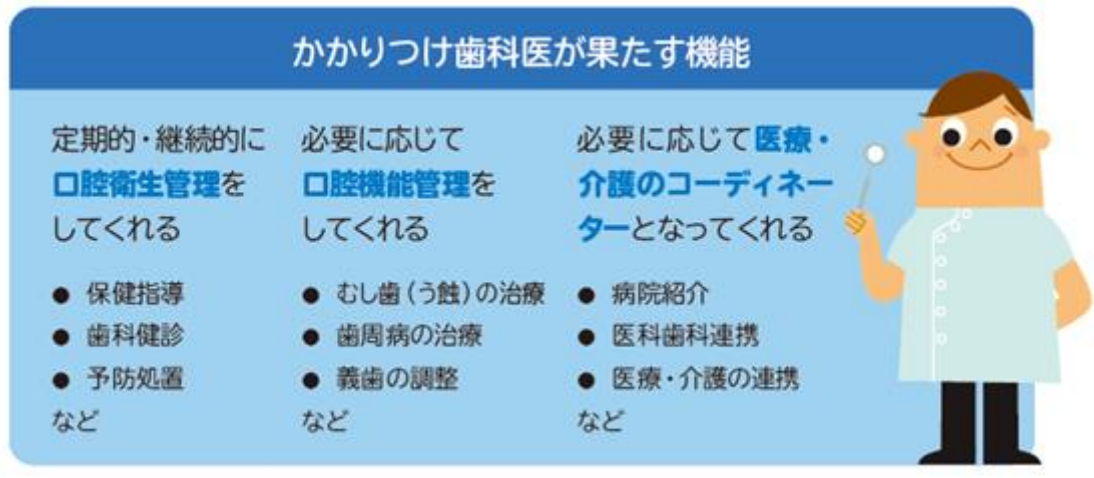 かかりつけ歯科医が果たす機能
定期的・継続的に
口腔衛生管理を
してくれる
● 保健指導
● 歯科健診
● 予防処置
など
必要に応じて
口腔機能管理を
してくれる
● むし歯（う蝕）の治療
● 歯周病の治療
● 義歯の調整
など
必要に応じて医療・
介護のコーディネー
ターとなってくれる
● 病院紹介
● 医科歯科連携
● 医療・介護の連携
など